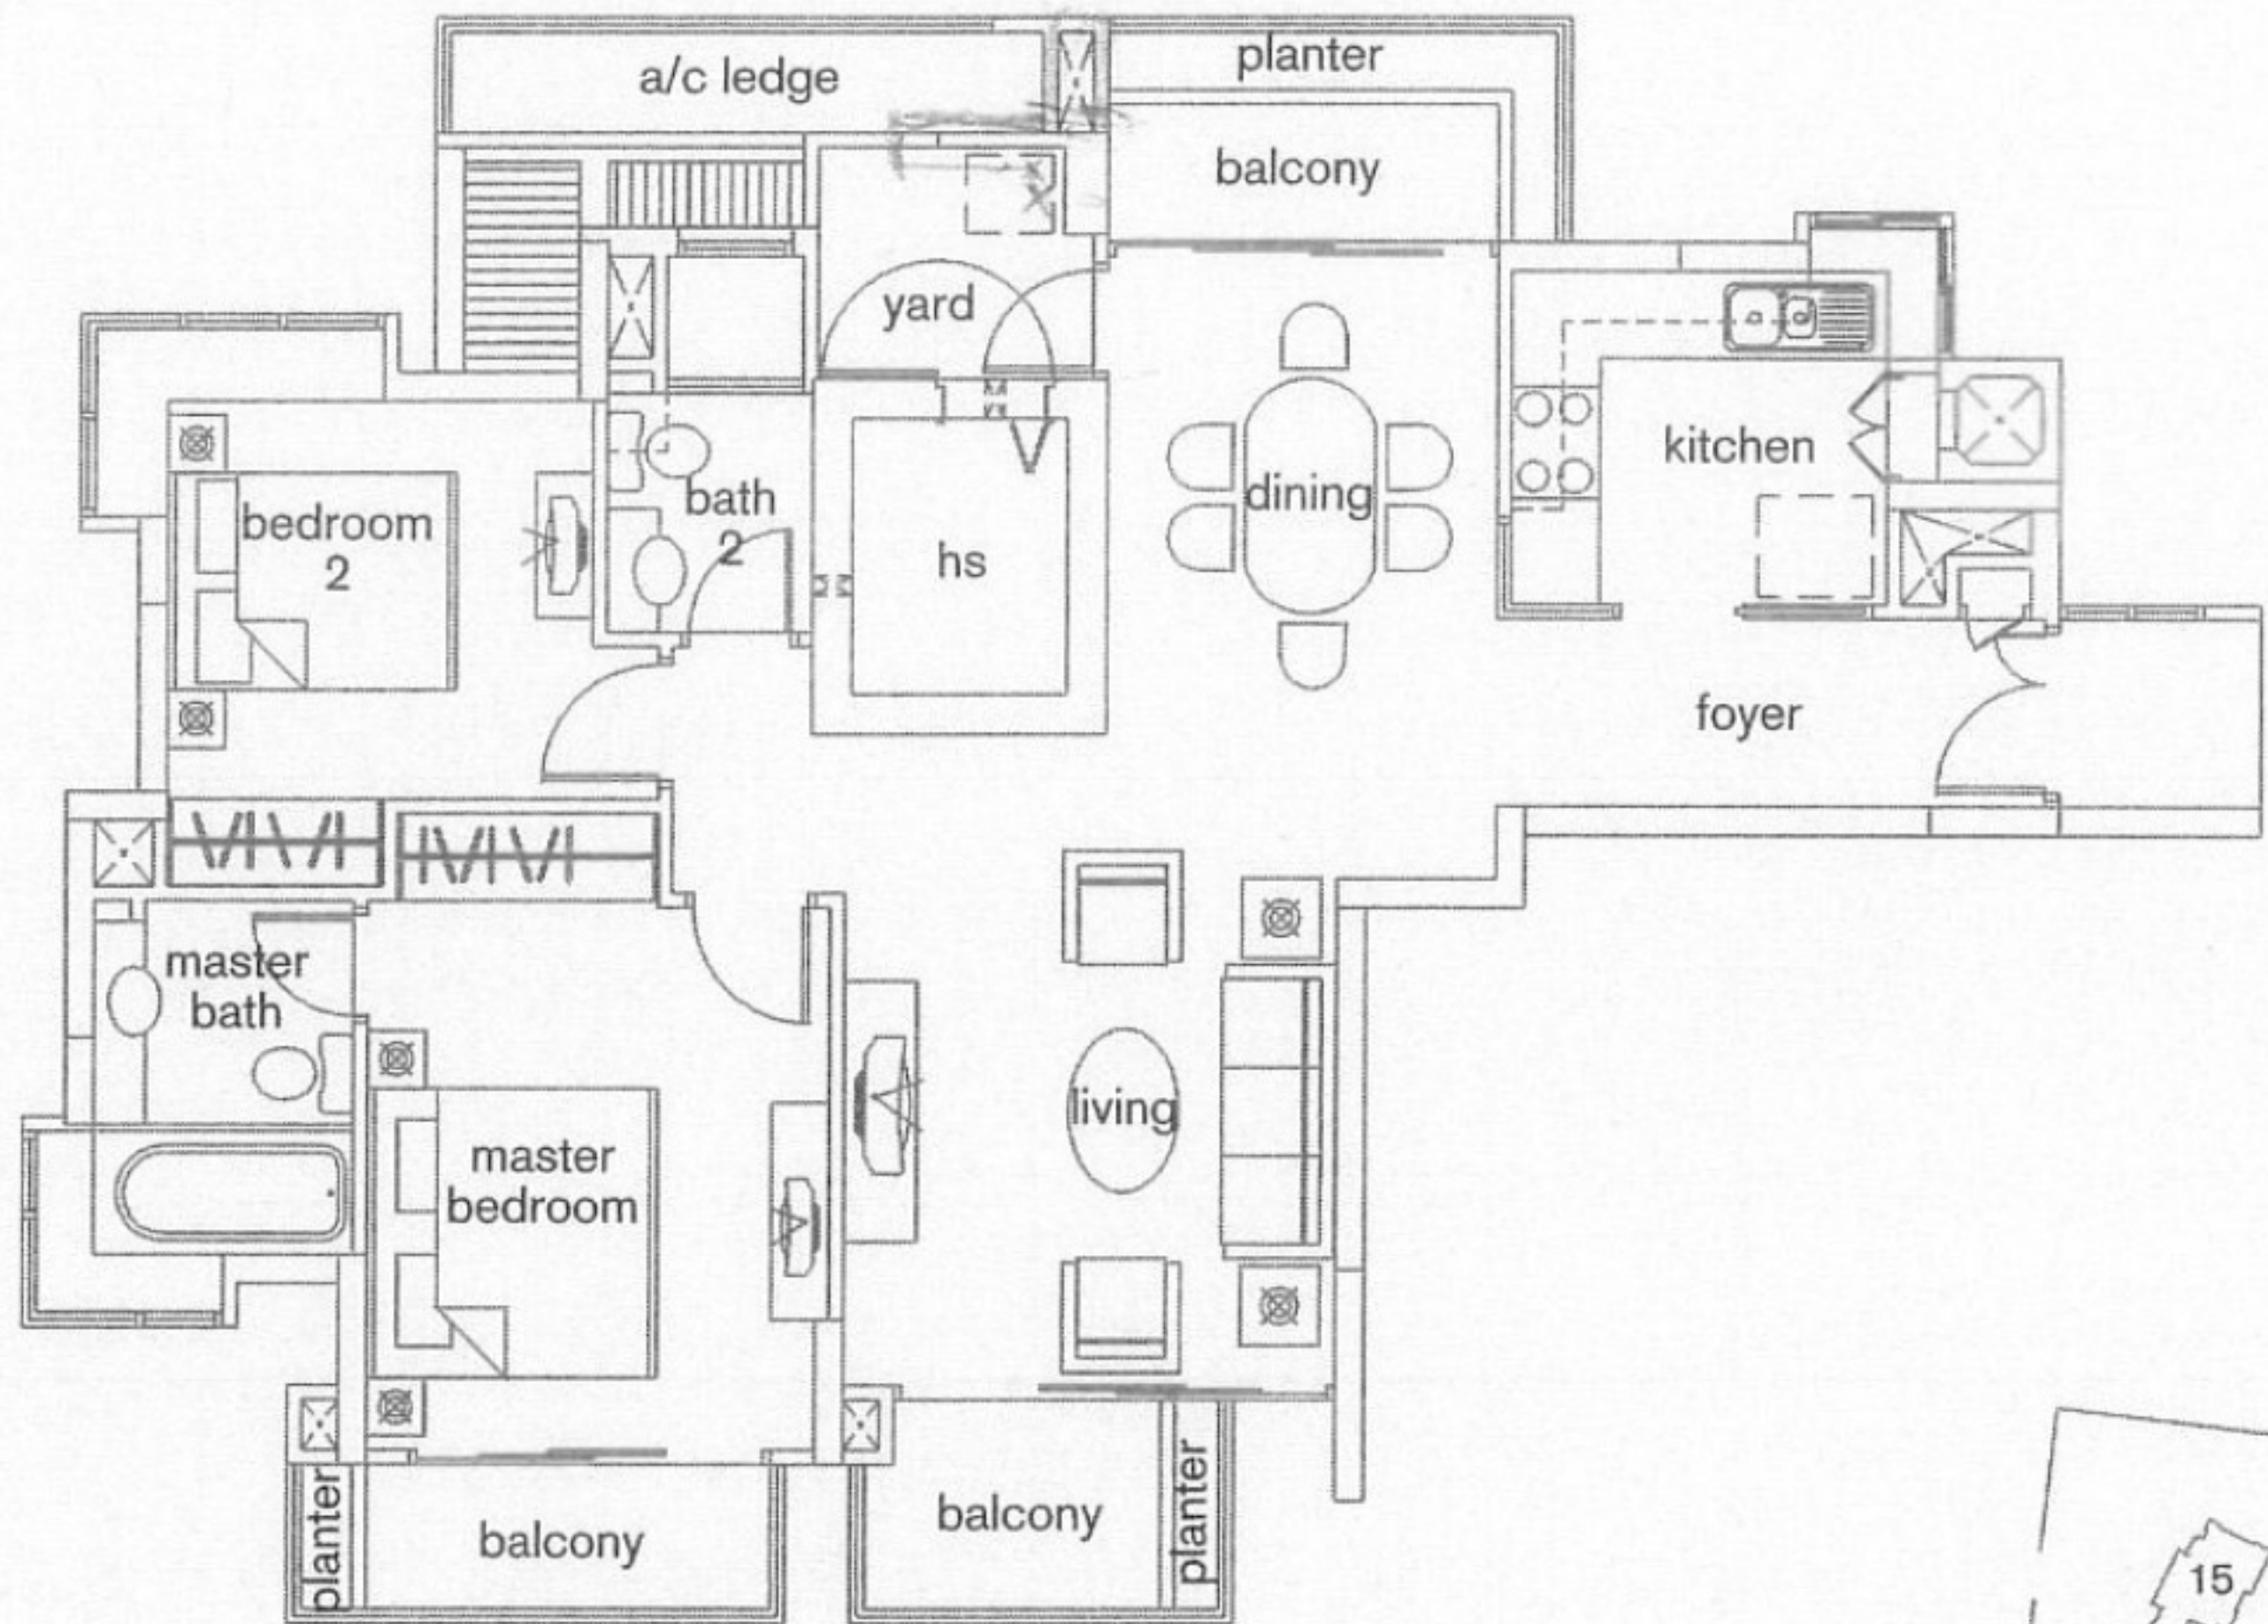 a/c ledge
planter
balcony
yard
bedroom
2
bath
2
hs
dining
kitchen
foyer
master
bath
master
bedroom
living
planter
balcony
balcony
planter
15